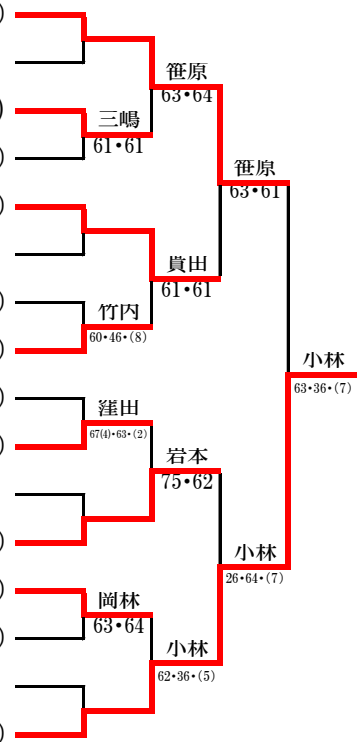 )
笹原
63・64
)
三嶋
61・61
)
笹原
63・61
)
貫田
61・61
)
竹内
60・46・(8)
)
小林
63・36・(7)
)
窪田
67(4)・63・(2)
)
岩本
75・62
)
小林
26・64・(7)
)
岡林
63・64
)
小林
62・36・(5)
)